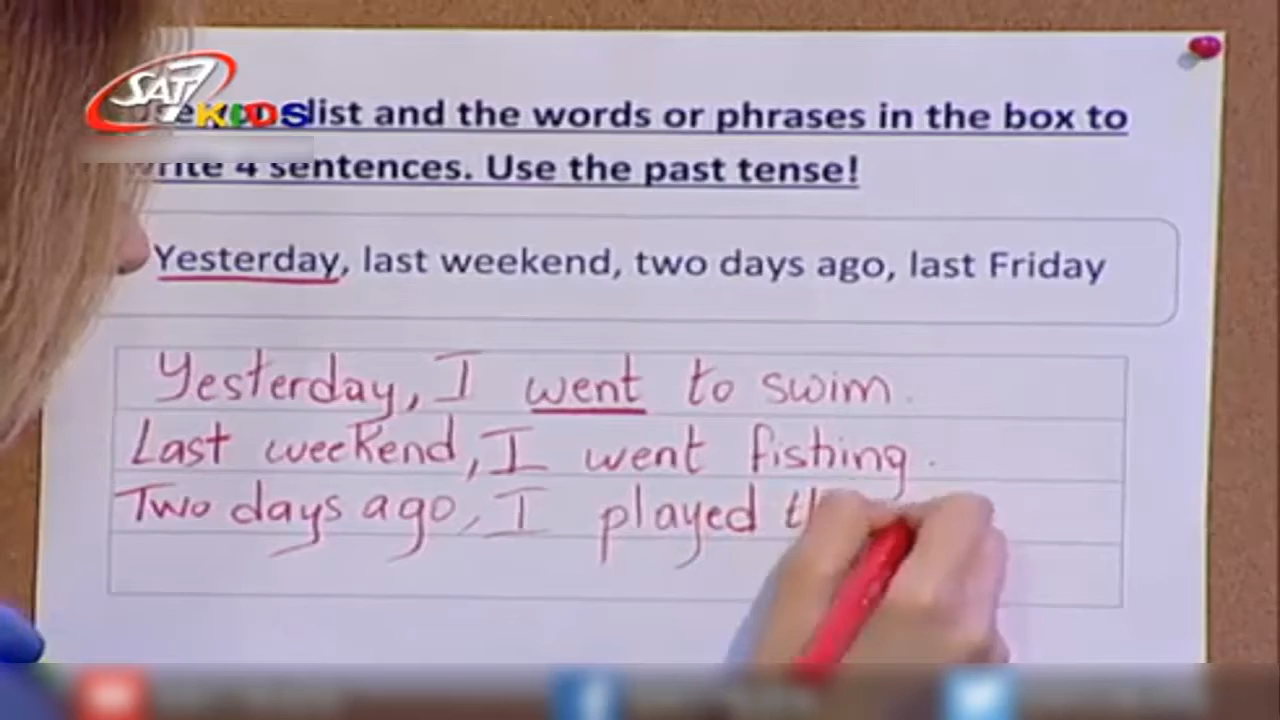 SAT7
KIDS
list and the words or phrases in the box to
write 4 sentences. Use the past tense!
Yesterday, last weekend, two days ago, last Friday
Yesterday, I went to swim.
Last weekend, I went fishing.
Two days ago, I played